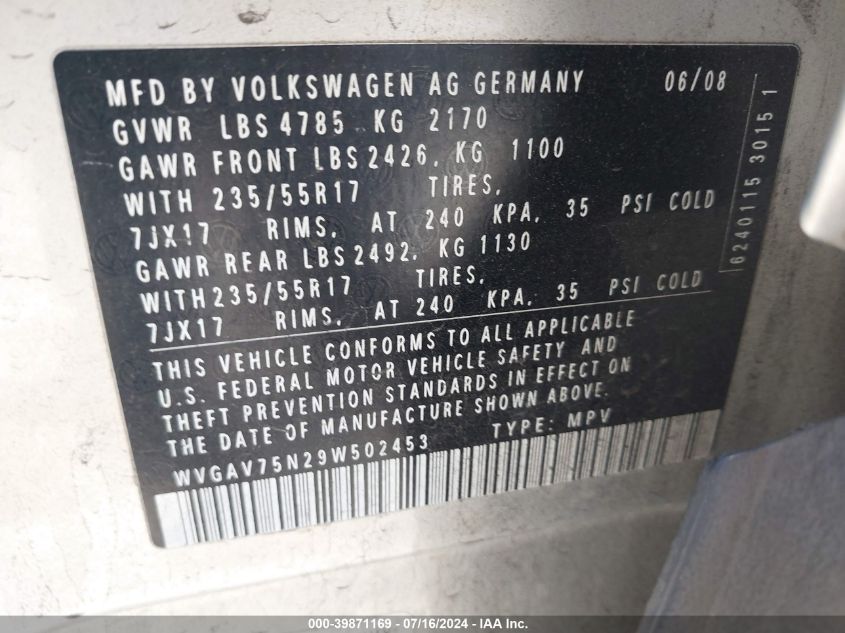 MFD BY VOLKSWAGEN AG GERMANY 06/08
GVWR LBS 4785 KG 2170
GAWR FRONT LBS 2426. KG 1100
WITH 235/55R17 TIRES,
7JX17 RIMS, AT 240 KPA. 35 PSI COLD
GAWR REAR LBS 2492. KG 1130
WITH 235/55R17 TIRES,
7JX17 RIMS, AT 240 KPA. 35 PSI COLD
THIS VEHICLE CONFORMS TO ALL APPLICABLE
U.S. FEDERAL MOTOR VEHICLE SAFETY AND
THEFT PREVENTION STANDARDS IN EFFECT ON
THE DATE OF MANUFACTURE SHOWN ABOVE.
WVGAV75N29W502453 TYPE: MPV
6240115 3015 1
000-39871169 - 07/16/2024 - IAA Inc.